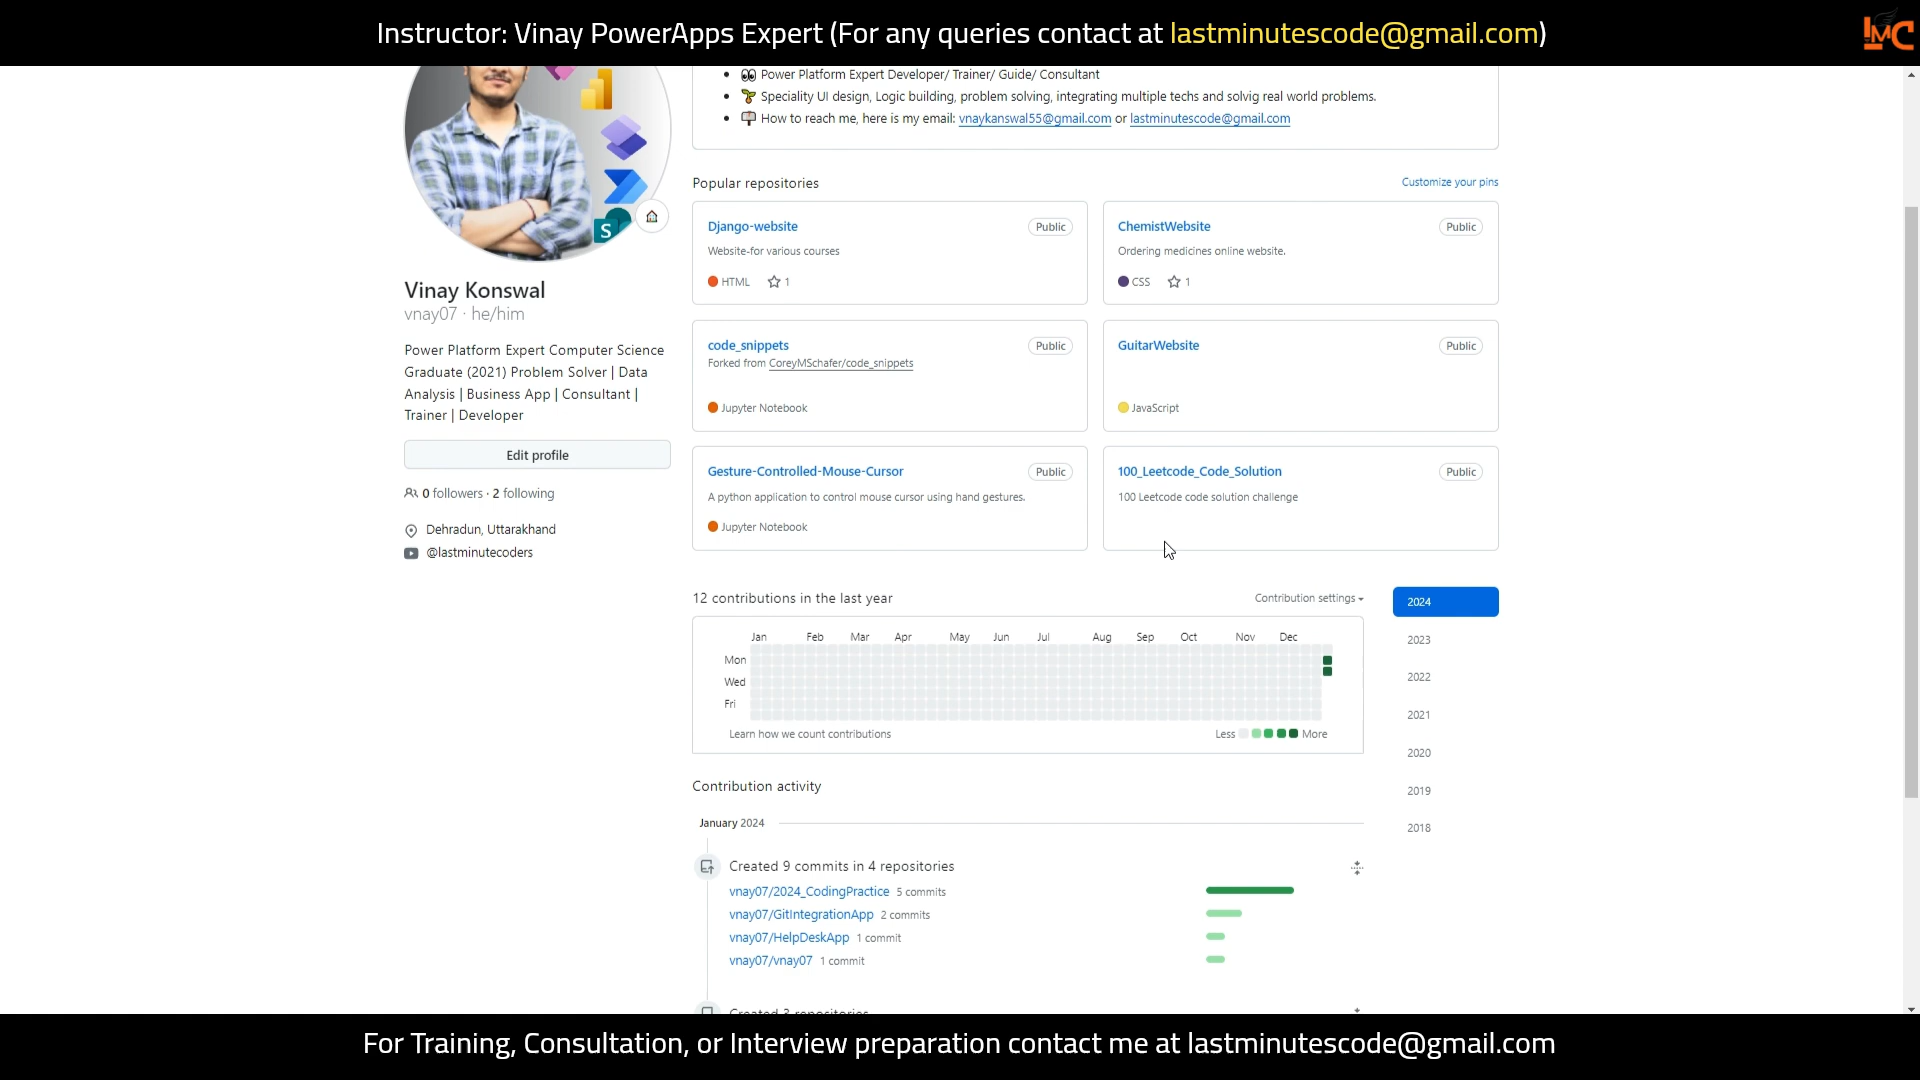 Instructor: Vinay PowerApps Expert (For any queries contact at lastminutescode@gmail.com)
LMC
👀 Power Platform Expert Developer/ Trainer/ Guide/ Consultant
🌱 Speciality UI design, Logic building, problem solving, integrating multiple techs and solvig real world problems.
📫 How to reach me, here is my email: vnaykanswal55@gmail.com or lastminutescode@gmail.com
S
Vinay Konswal
vnay07 · he/him
Power Platform Expert Computer Science
Graduate (2021) Problem Solver | Data
Analysis | Business App | Consultant |
Trainer | Developer
Edit profile
0 followers · 2 following
Dehradun, Uttarakhand
@lastminutecoders
Popular repositories
Customize your pins
Django-website Public
Website-for various courses
HTML 1
ChemistWebsite Public
Ordering medicines online website.
CSS 1
code_snippets Public
Forked from CoreyMSchafer/code_snippets
Jupyter Notebook
GuitarWebsite Public
JavaScript
Gesture-Controlled-Mouse-Cursor Public
A python application to control mouse cursor using hand gestures.
Jupyter Notebook
100_Leetcode_Code_Solution Public
100 Leetcode code solution challenge
12 contributions in the last year
Contribution settings
Jan Feb Mar Apr May Jun Jul Aug Sep Oct Nov Dec
Mon
Wed
Fri
Learn how we count contributions
Less More
2024
2023
2022
2021
2020
2019
2018
Contribution activity
January 2024
Created 9 commits in 4 repositories
vnay07/2024_CodingPractice 5 commits
vnay07/GitIntegrationApp 2 commits
vnay07/HelpDeskApp 1 commit
vnay07/vnay07 1 commit
Created 3 repositories
For Training, Consultation, or Interview preparation contact me at lastminutescode@gmail.com